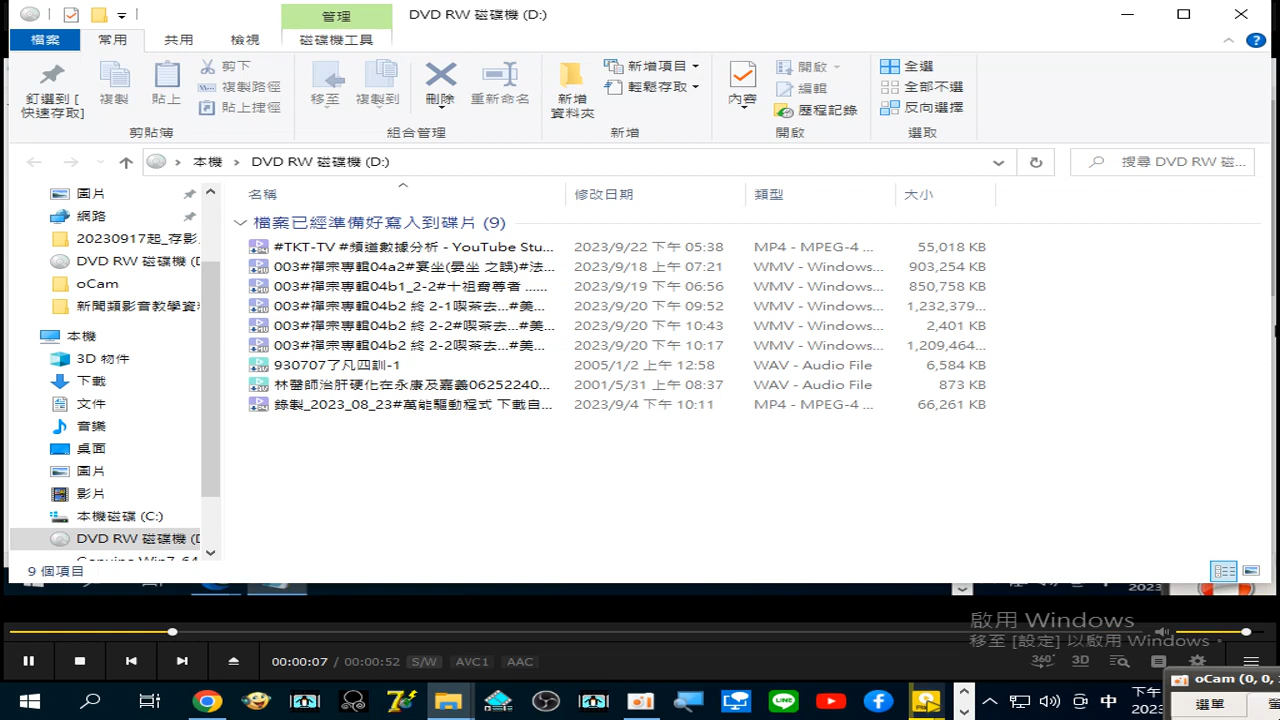 管理
DVD RW 磁碟機 (D:)
檔案
常用
共用
檢視
磁碟機工具
釘選到 [
快速存取]
複製
貼上
剪下
複製路徑
貼上捷徑
剪貼簿
移至
複製到
刪除
重新命名
組合管理
新增
資料夾
新增項目
輕鬆存取
新增
內容
開啟
編輯
歷程記錄
開啟
全選
全部不選
反向選擇
選取
本機
DVD RW 磁碟機 (D:)
搜尋 DVD RW 磁...
名稱
修改日期
類型
大小
檔案已經準備好寫入到碟片 (9)
#TKT-TV #頻道數據分析 - YouTube Stu... 2023/9/22 下午 05:38 MP4 - MPEG-4 ... 55,018 KB
003#禪宗專輯04a2#宴坐(晏坐 之誤)#法... 2023/9/18 上午 07:21 WMV - Windows... 903,254 KB
003#禪宗專輯04b1_2-2#十祖脅尊者 ...... 2023/9/19 下午 06:56 WMV - Windows... 850,758 KB
003#禪宗專輯04b2 終 2-1喫茶去...#美... 2023/9/20 下午 09:52 WMV - Windows... 1,232,379...
003#禪宗專輯04b2 終 2-2#喫茶去...#美... 2023/9/20 下午 10:43 WMV - Windows... 2,401 KB
003#禪宗專輯04b2 終 2-2喫茶去...#美... 2023/9/20 下午 10:17 WMV - Windows... 1,209,464...
930707了凡四訓-1 2005/1/2 上午 12:58 WAV - Audio File 6,584 KB
林醫師治肝硬化在永康及嘉義06252240... 2001/5/31 上午 08:37 WAV - Audio File 873 KB
錄製_2023_08_23#萬能驅動程式 下載自... 2023/9/4 下午 10:11 MP4 - MPEG-4 ... 66,261 KB
圖片
網路
20230917起_存影
DVD RW 磁碟機 (D
oCam
新聞類影音教學資
本機
3D 物件
下載
文件
音樂
桌面
圖片
影片
本機磁碟 (C:)
DVD RW 磁碟機 (D
9 個項目
2023
啟用 Windows
移至 [設定] 以啟用 Windows。
00:00:07 / 00:00:52 S/W AVC1 AAC
360°
3D
oCam (0, 0,
選單
中
下午
2023
LINE